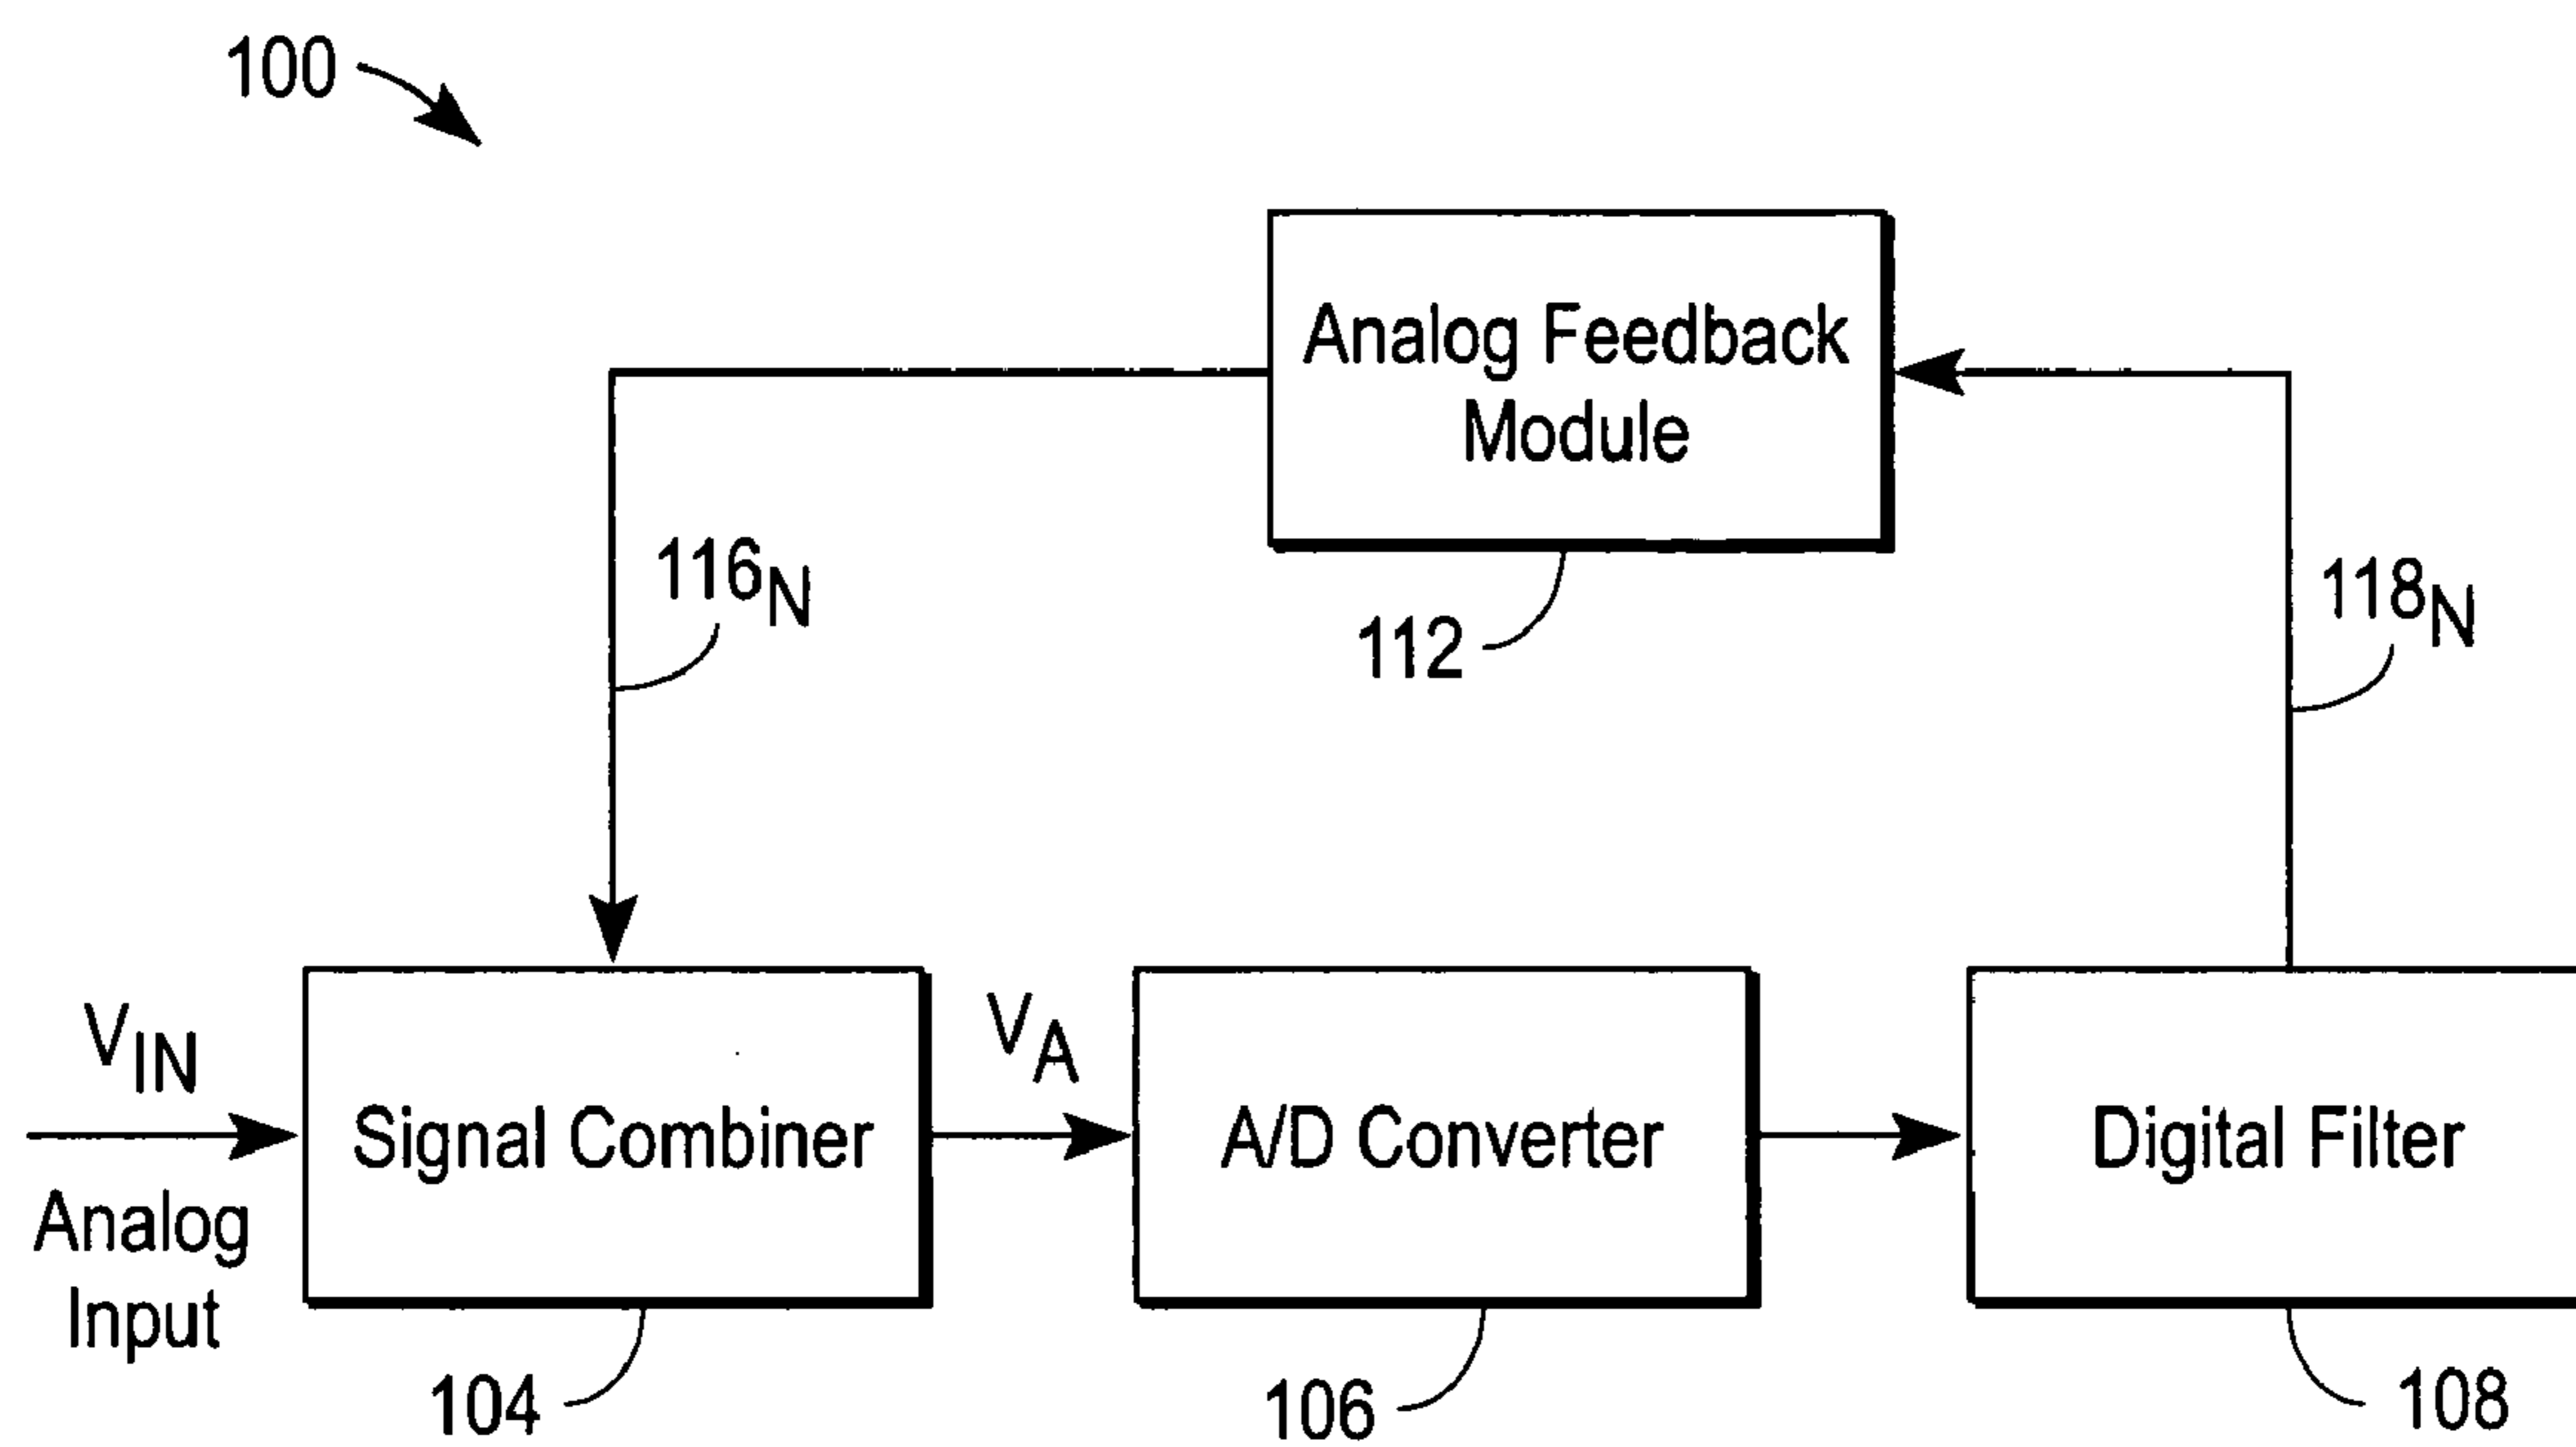 100
Analog Feedback
Module
116N
118N
112
VIN
VA
Signal Combiner
A/D Converter
Digital Filter
Analog
Input
104
106
108